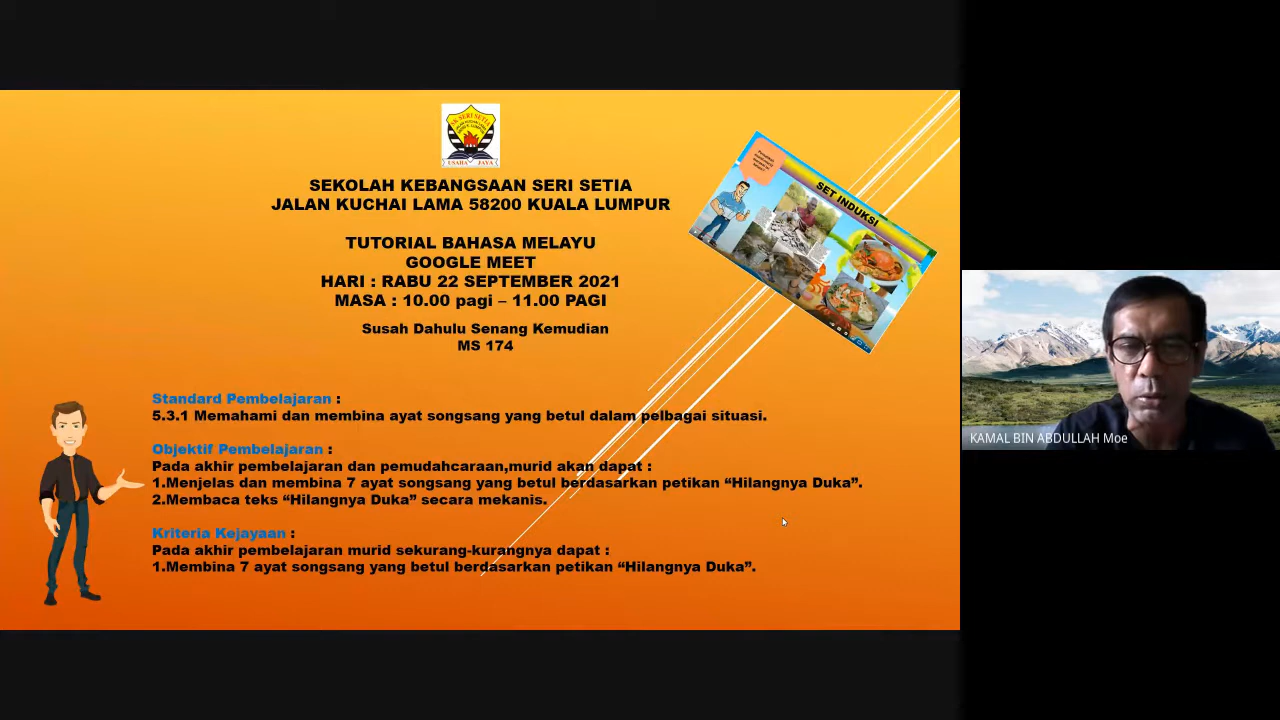 SK SERI SETIA
USAHA JAYA
SEKOLAH KEBANGSAAN SERI SETIA
JALAN KUCHAI LAMA 58200 KUALA LUMPUR
TUTORIAL BAHASA MELAYU
GOOGLE MEET
HARI : RABU 22 SEPTEMBER 2021
MASA : 10.00 pagi – 11.00 PAGI
Susah Dahulu Senang Kemudian
MS 174
SET INDUKSI
Standard Pembelajaran :
5.3.1 Memahami dan membina ayat songsang yang betul dalam pelbagai situasi.
Objektif Pembelajaran :
Pada akhir pembelajaran dan pemudahcaraan,murid akan dapat :
1.Menjelas dan membina 7 ayat songsang yang betul berdasarkan petikan “Hilangnya Duka”.
2.Membaca teks “Hilangnya Duka” secara mekanis.
Kriteria Kejayaan :
Pada akhir pembelajaran murid sekurang-kurangnya dapat :
1.Membina 7 ayat songsang yang betul berdasarkan petikan “Hilangnya Duka”.
KAMAL BIN ABDULLAH Moe